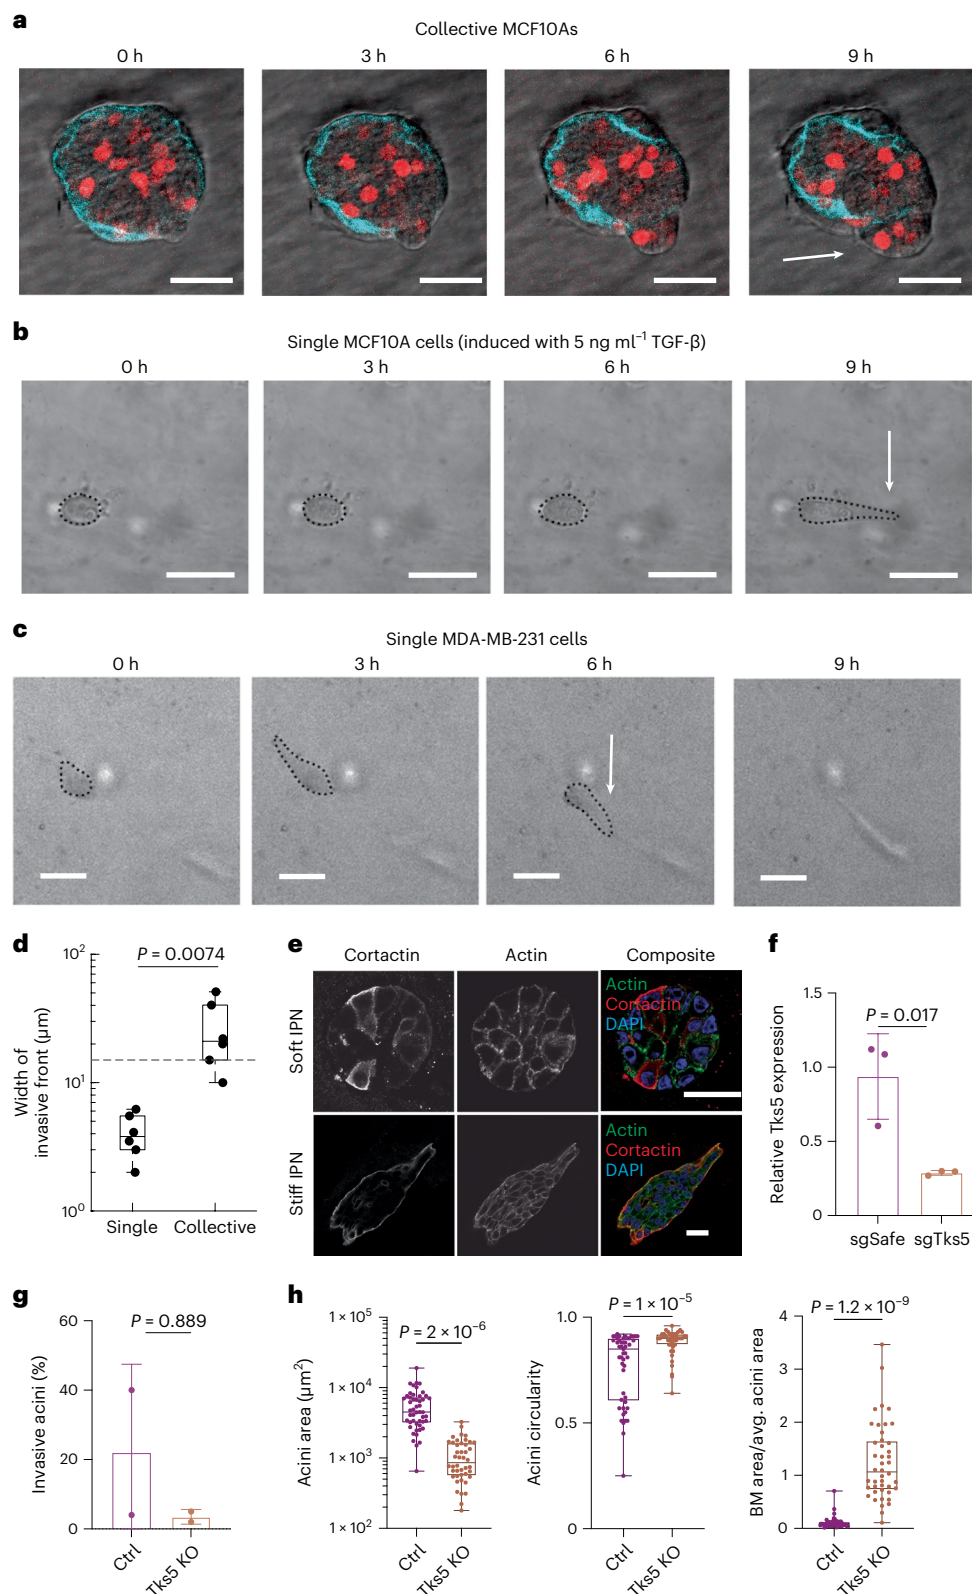 a
Collective MCF10As
0 h
3 h
6 h
9 h
b
Single MCF10A cells (induced with 5 ng ml⁻¹ TGF-β)
0 h
3 h
6 h
9 h
c
Single MDA-MB-231 cells
0 h
3 h
6 h
9 h
d
P = 0.0074
Width of
invasive front (μm)
10²
10¹
10⁰
Single
Collective
e
Cortactin
Actin
Composite
Soft IPN
Actin
Cortactin
DAPI
Stiff IPN
Actin
Cortactin
DAPI
f
Relative Tks5 expression
1.5
1.0
0.5
0
P = 0.017
sgSafe
sgTks5
g
Invasive acini (%)
60
40
20
0
P = 0.889
Ctrl
Tks5 KO
h
Acini area (μm²)
1 × 10⁵
1 × 10⁴
1 × 10³
1 × 10²
P = 2 × 10⁻⁶
Ctrl
Tks5 KO
Acini circularity
1.0
0.5
0
P = 1 × 10⁻⁵
Ctrl
Tks5 KO
BM area/avg. acini area
4
3
2
1
0
P = 1.2 × 10⁻⁹
Ctrl
Tks5 KO